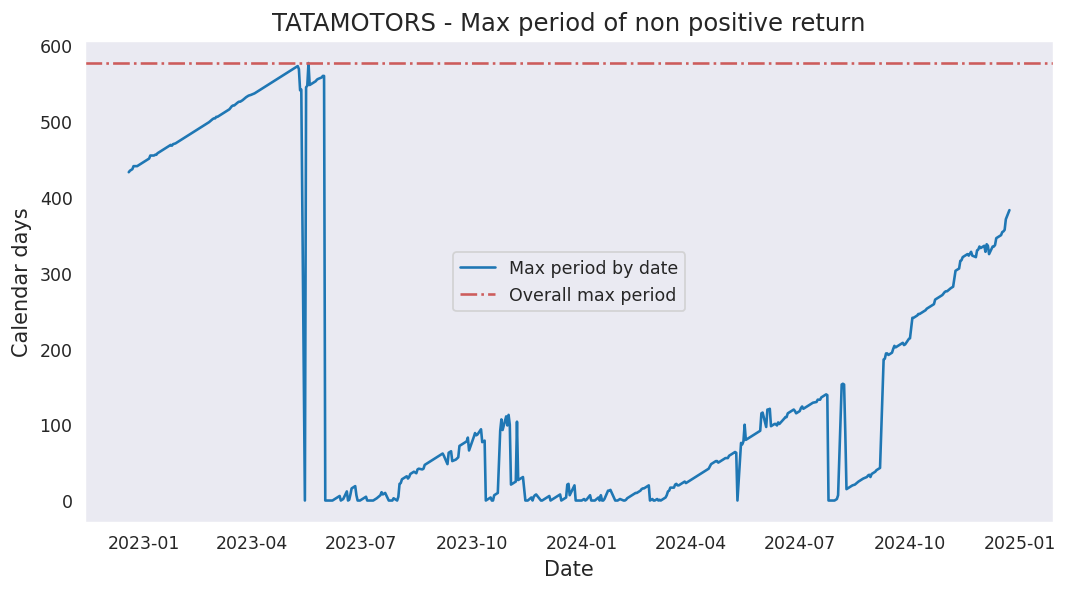 TATAMOTORS - Max period of non positive return
600
500
400
300
200
100
0
Calendar days
Max period by date
Overall max period
2023-01 2023-04 2023-07 2023-10 2024-01 2024-04 2024-07 2024-10 2025-01
Date